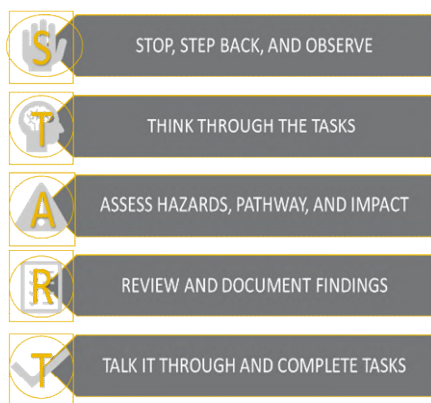 S STOP, STEP BACK, AND OBSERVE
T THINK THROUGH THE TASKS
A ASSESS HAZARDS, PATHWAY, AND IMPACT
R REVIEW AND DOCUMENT FINDINGS
T TALK IT THROUGH AND COMPLETE TASKS